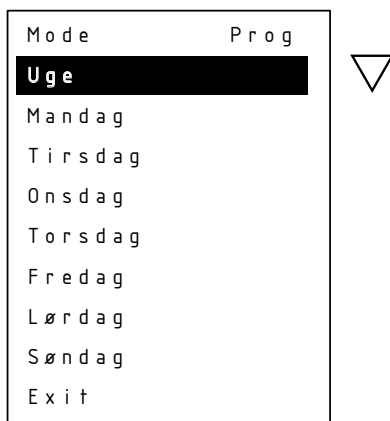 Mode Prog
Uge
Mandag
Tirsdag
Onsdag
Torsdag
Fredag
Lørdag
Søndag
Exit